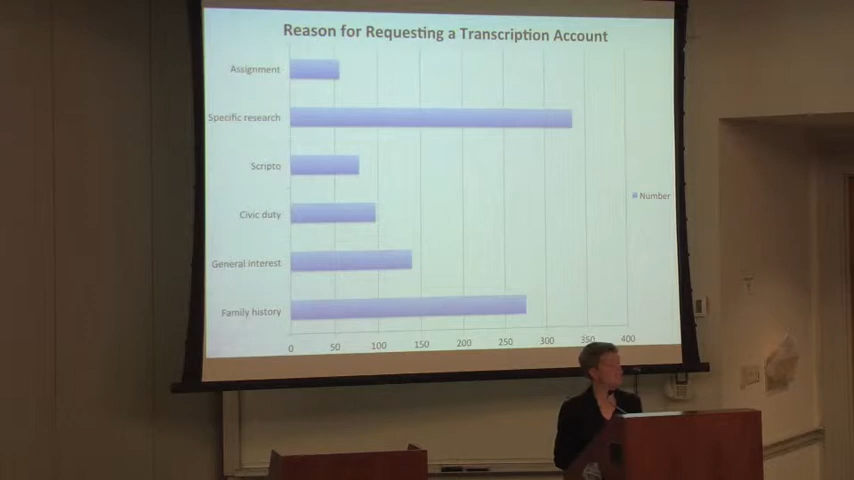 Reason for Requesting a Transcription Account
Assignment
Specific research
Scripto
Civic duty
General interest
Family history
Number
0 50 100 150 200 250 300 350 400